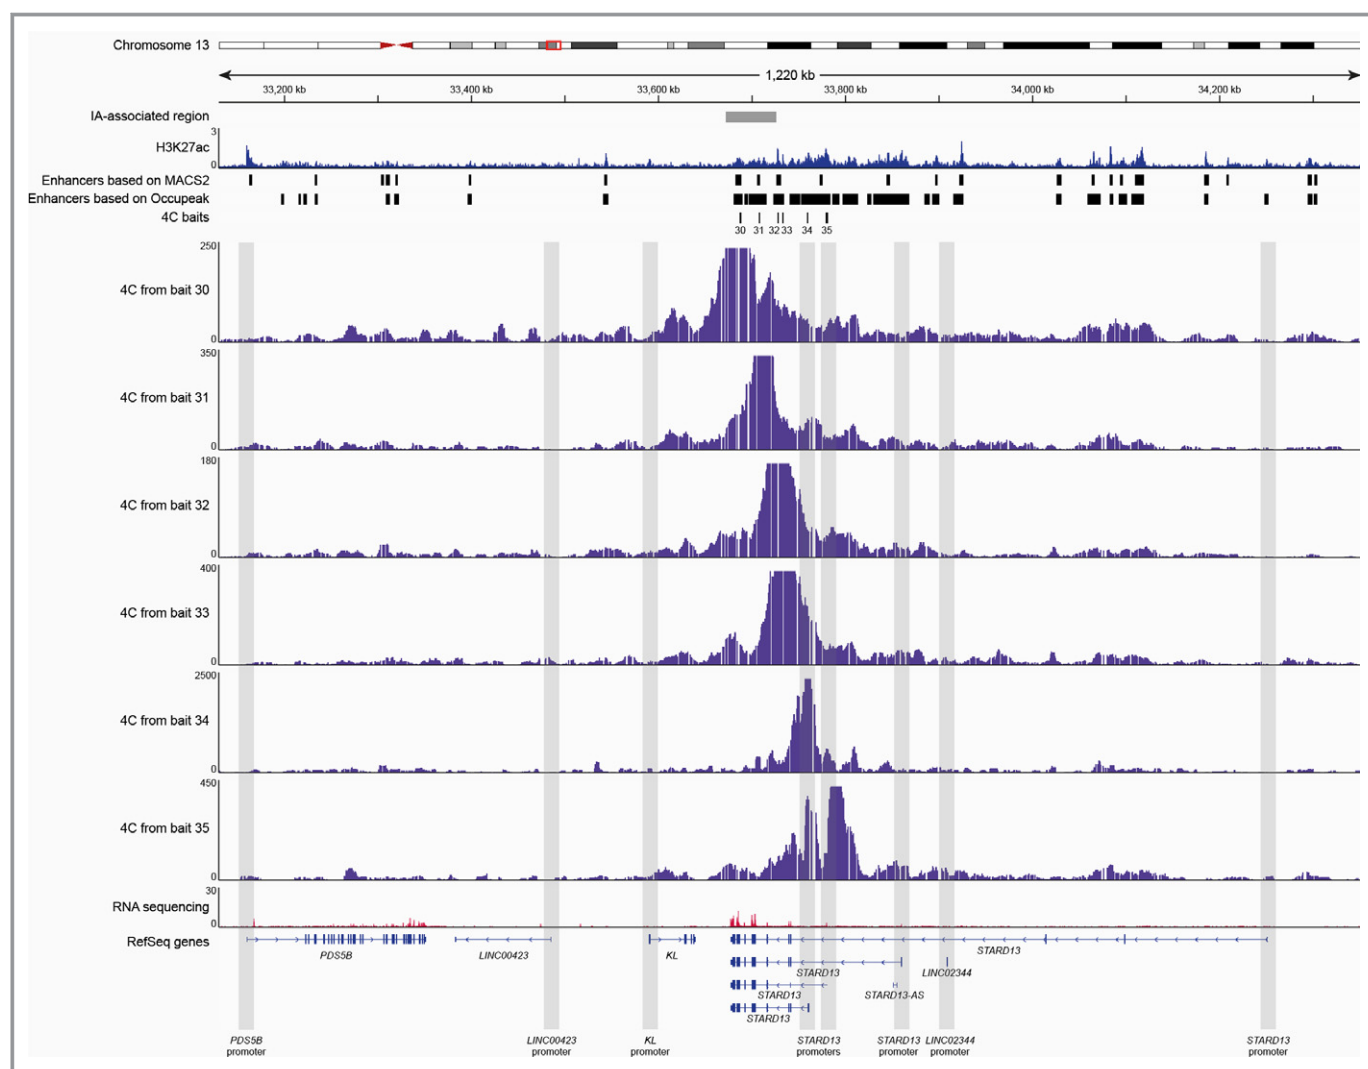 Chromosome 13
1,220 kb
33,200 kb 33,400 kb 33,600 kb 33,800 kb 34,000 kb 34,200 kb
IA-associated region
3
H3K27ac
0
Enhancers based on MACS2
Enhancers based on Occupeak
4C baits
30 31 32 33 34 35
250
4C from bait 30
0
350
4C from bait 31
0
180
4C from bait 32
0
400
4C from bait 33
0
2500
4C from bait 34
0
450
4C from bait 35
0
30
RNA sequencing
0
RefSeq genes
PDS5B LINC00423 KL STARD13
STARD13 LINC02344
STARD13 STARD13-AS
STARD13
PDS5B LINC00423 KL STARD13 STARD13 LINC02344 STARD13
promoter promoter promoter promoters promoter promoter promoter